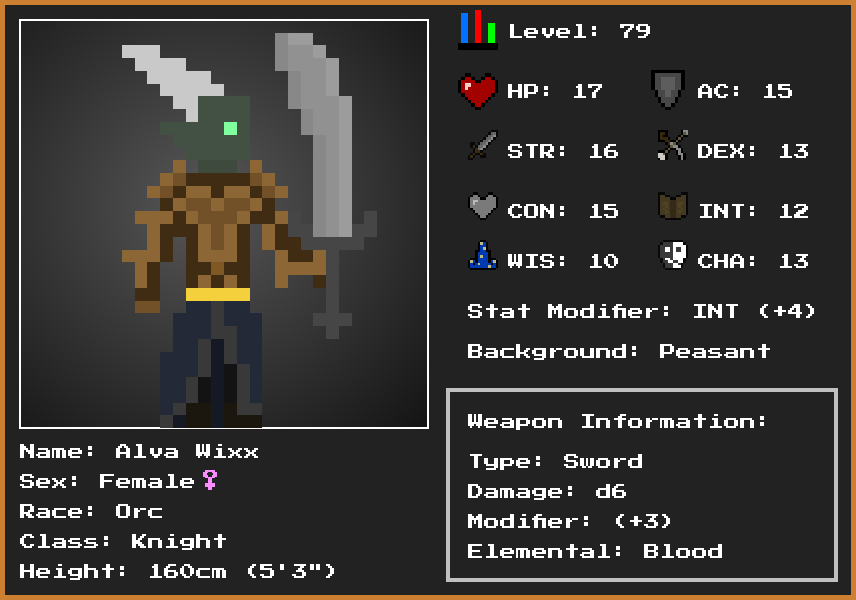 Level: 79
HP: 17
AC: 15
STR: 16
DEX: 13
CON: 15
INT: 12
WIS: 10
CHA: 13
Stat Modifier: INT (+4)
Background: Peasant
Weapon Information:
Type: Sword
Damage: d6
Modifier: (+3)
Elemental: Blood
Name: Alva Wixx
Sex: Female♀
Race: Orc
Class: Knight
Height: 160cm (5'3")